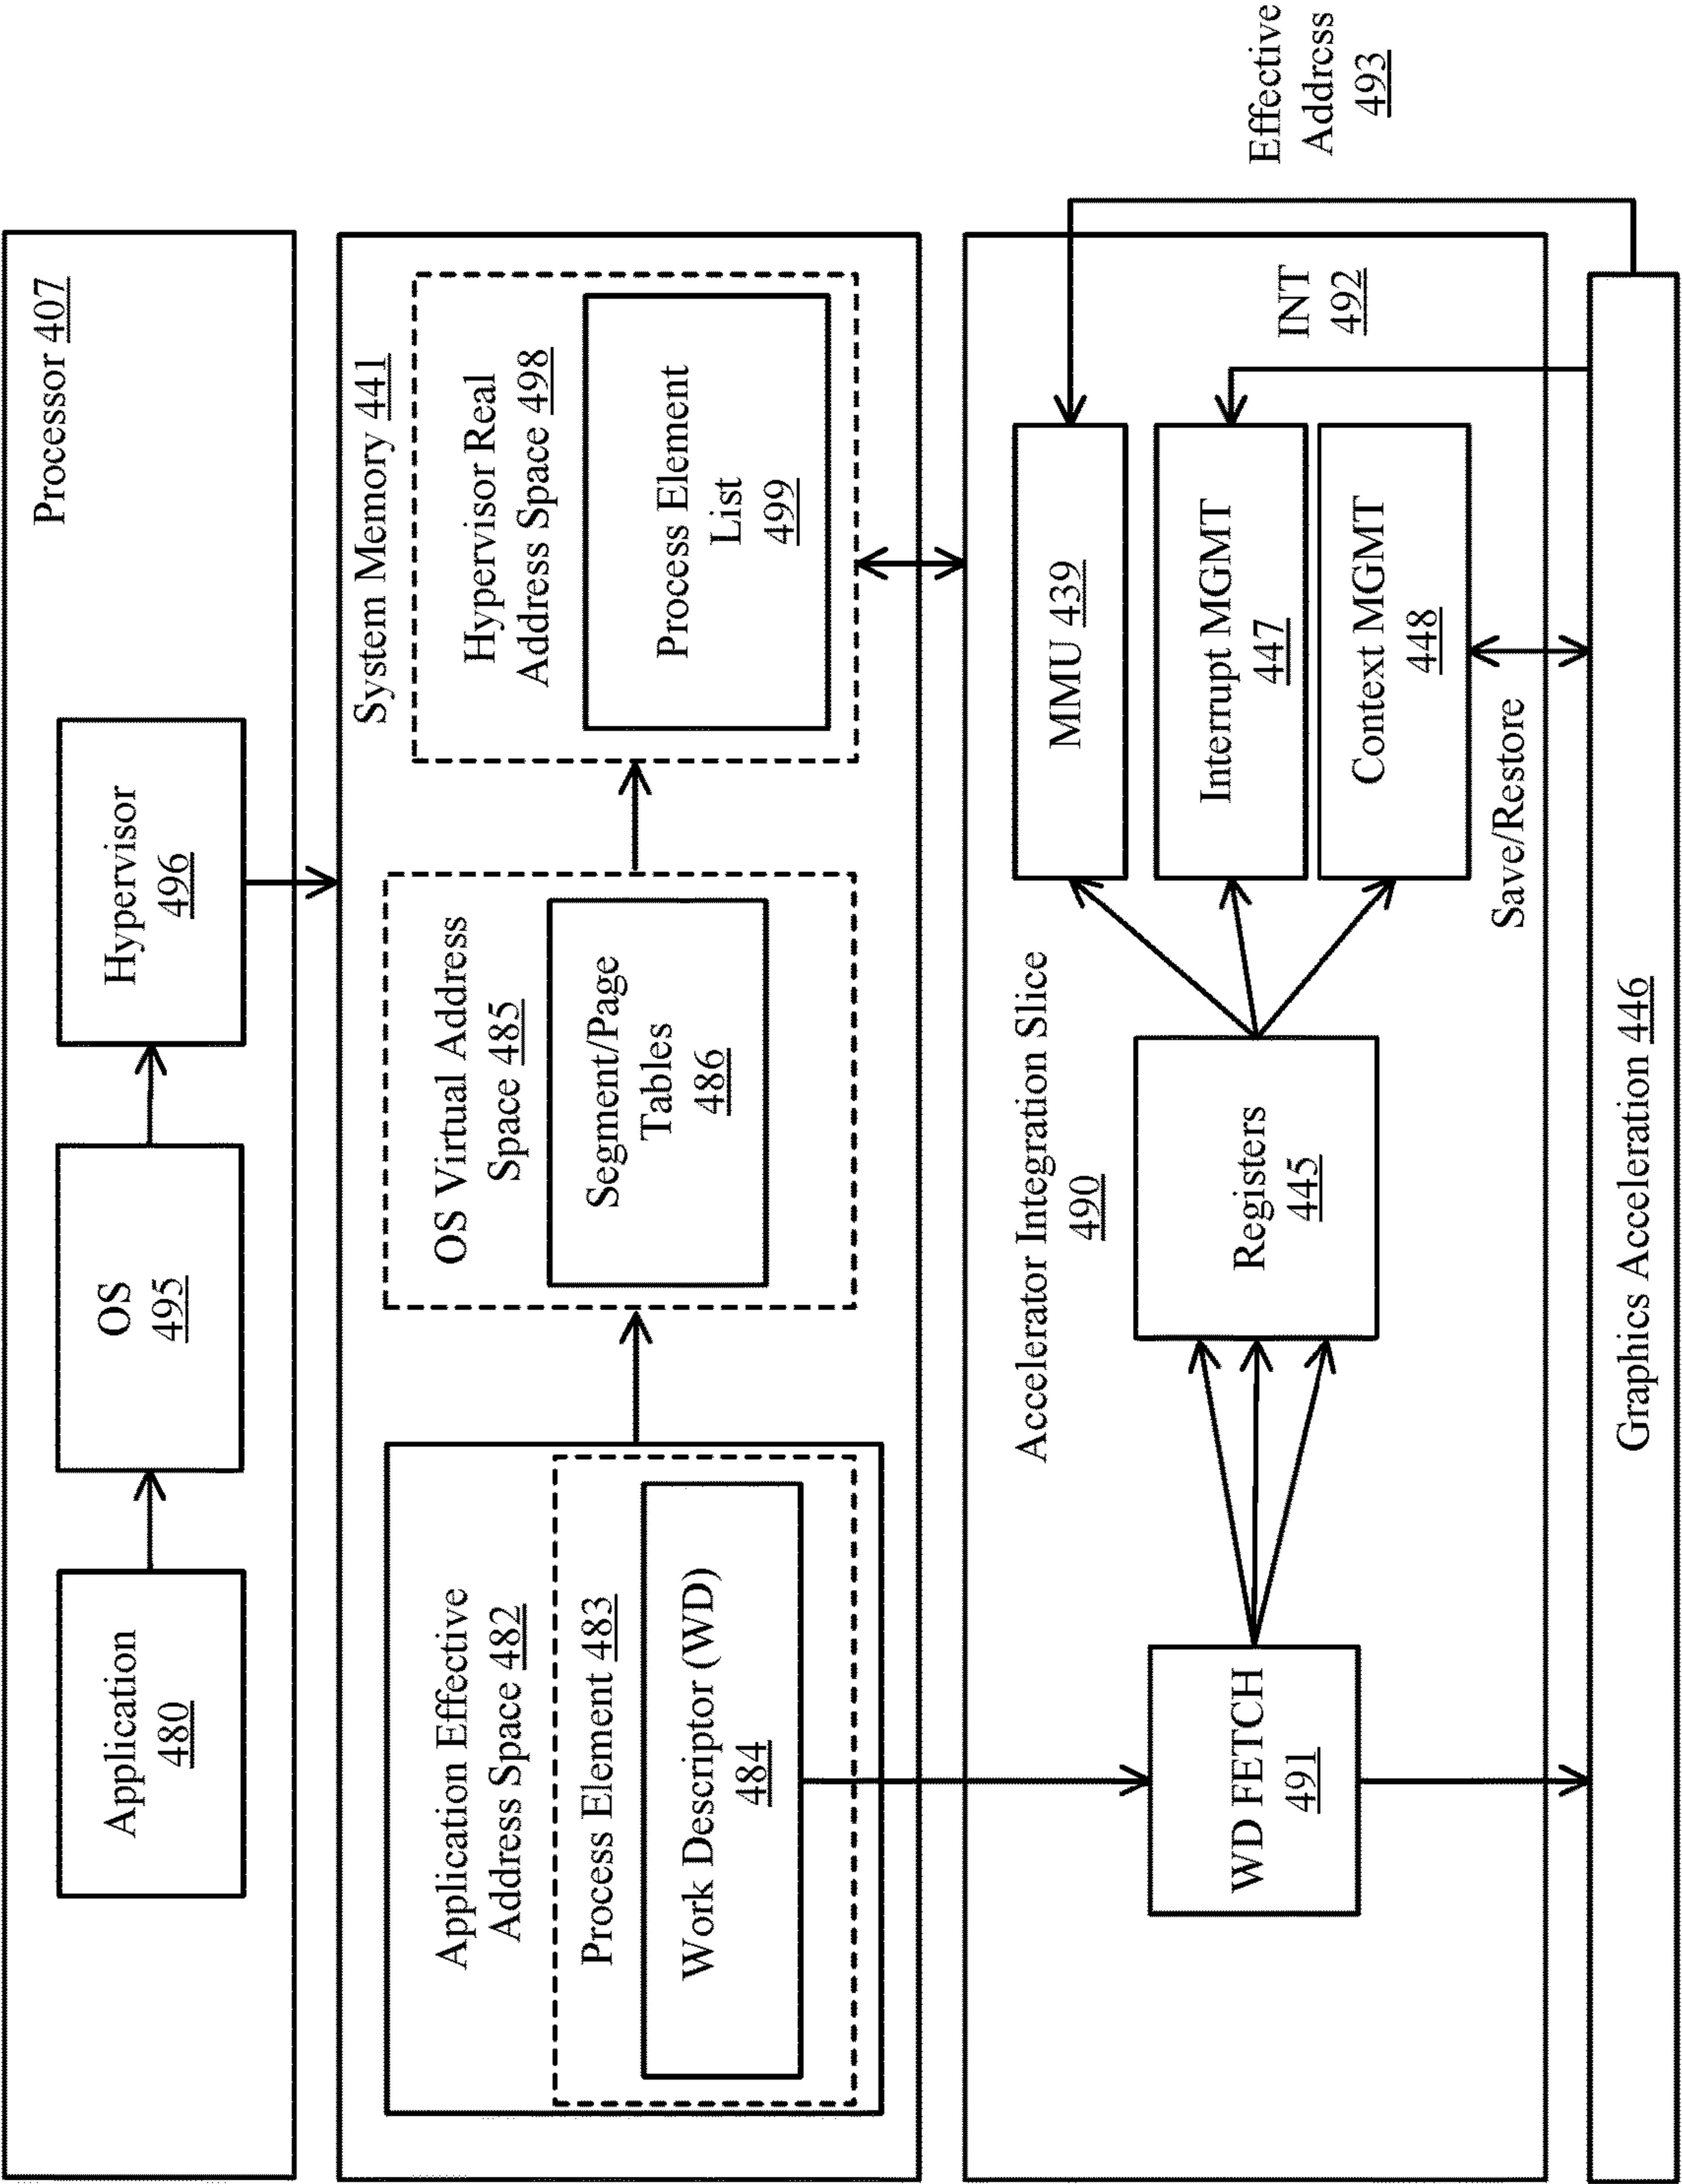 Processor 407
Application
480
OS
495
Hypervisor
496
System Memory 441
Application Effective
Address Space 482
Process Element 483
Work Descriptor (WD)
484
OS Virtual Address
Space 485
Segment/Page
Tables
486
Hypervisor Real
Address Space 498
Process Element
List
499
Accelerator Integration Slice
490
WD FETCH
491
Registers
445
MMU 439
Interrupt MGMT
447
Context MGMT
448
INT
492
Save/Restore
Effective
Address
493
Graphics Acceleration 446